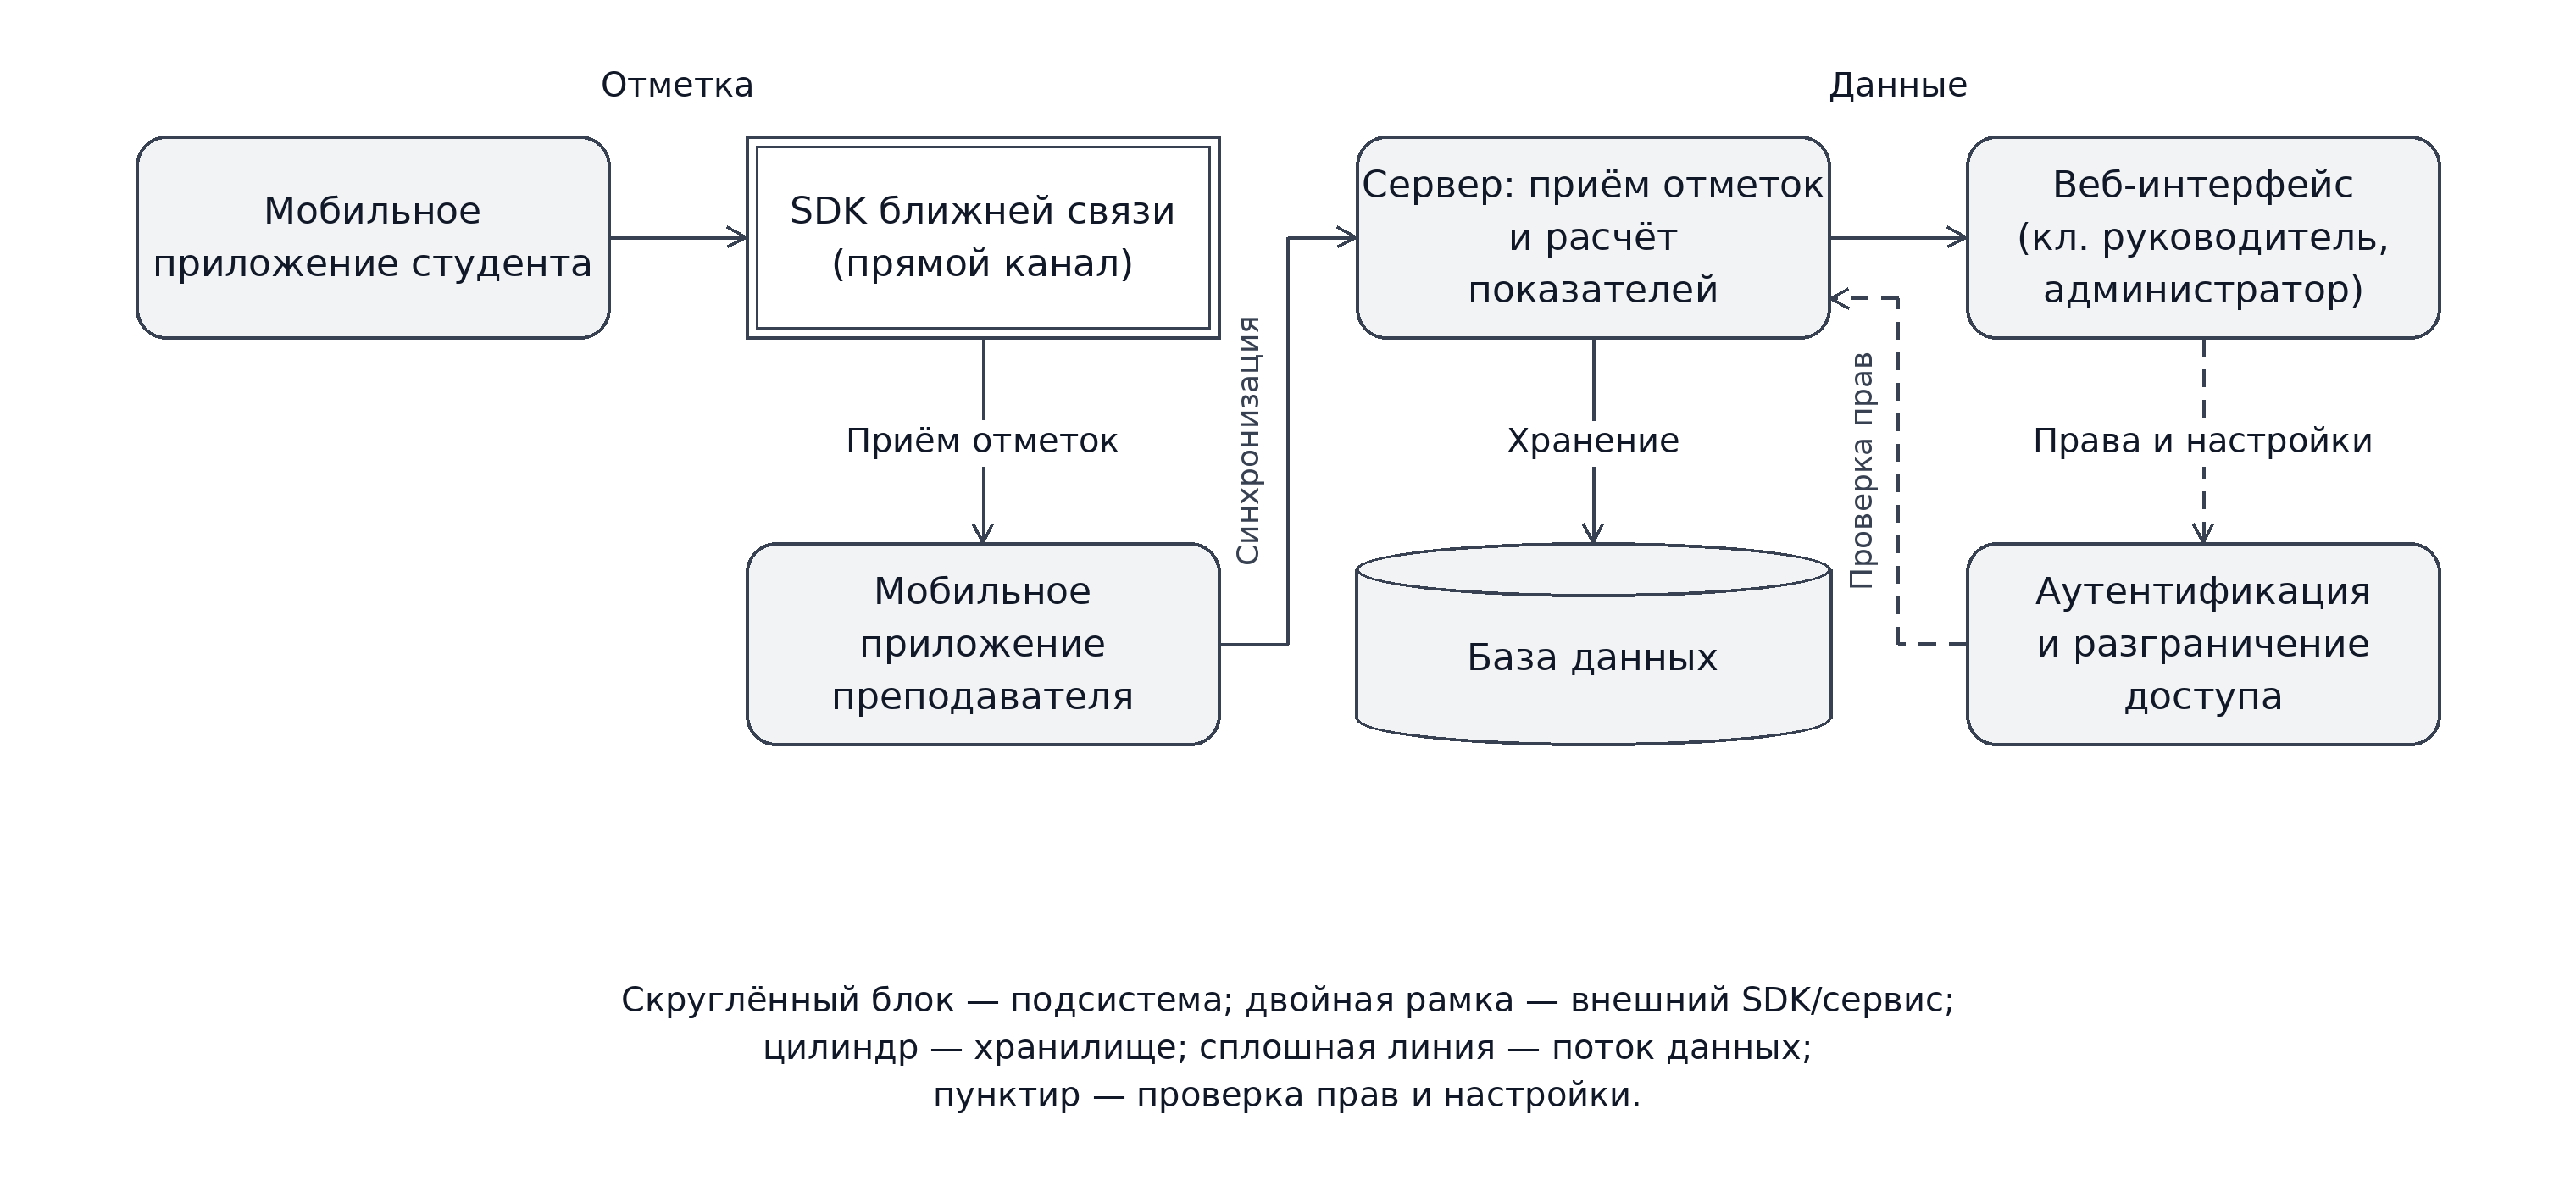 Отметка
Данные
Мобильное
приложение студента
SDK ближней связи
(прямой канал)
Сервер: приём отметок
и расчёт
показателей
Веб-интерфейс
(кл. руководитель,
администратор)
Приём отметок
Синхронизация
Хранение
Проверка прав
Права и настройки
Мобильное
приложение
преподавателя
База данных
Аутентификация
и разграничение
доступа
Скруглённый блок — подсистема; двойная рамка — внешний SDK/сервис;
цилиндр — хранилище; сплошная линия — поток данных;
пунктир — проверка прав и настройки.